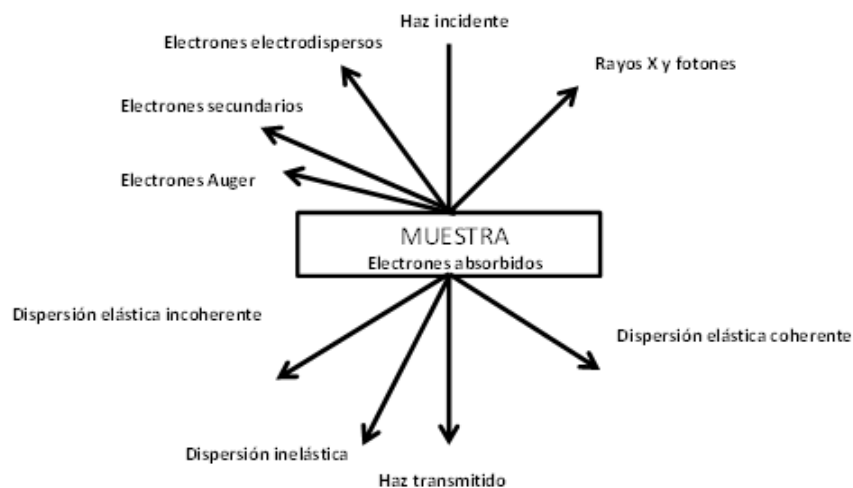 Haz incidente
Electrones electrodispersos
Rayos X y fotones
Electrones secundarios
Electrones Auger
MUESTRA
Electrones absorbidos
Dispersión elástica incoherente
Dispersión elástica coherente
Dispersión inelástica
Haz transmitido